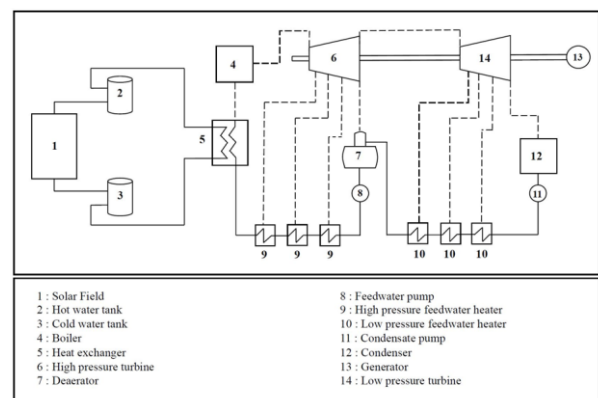 4
6
14
13
2
5
1
7
12
3
8
11
9
9
9
10
10
10
1 : Solar Field
2 : Hot water tank
3 : Cold water tank
4 : Boiler
5 : Heat exchanger
6 : High pressure turbine
7 : Deaerator
8 : Feedwater pump
9 : High pressure feedwater heater
10 : Low pressure feedwater heater
11 : Condensate pump
12 : Condenser
13 : Generator
14 : Low pressure turbine